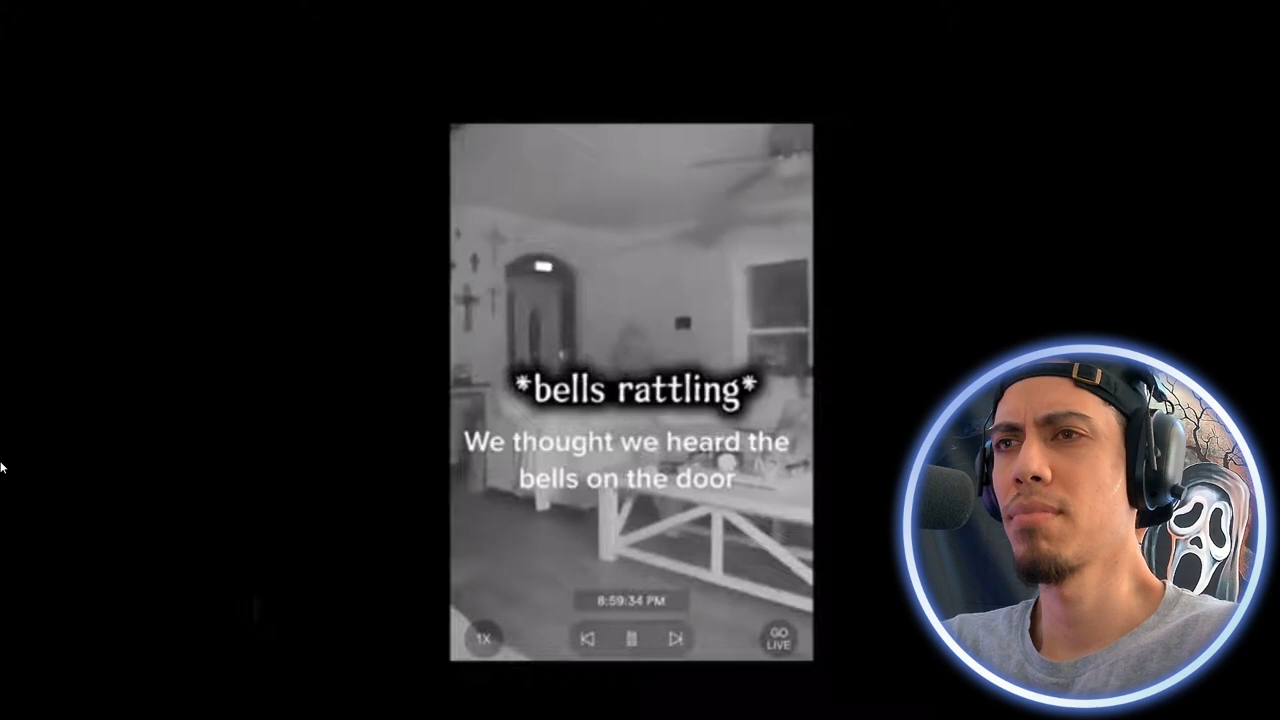 *bells rattling*
We thought we heard the
bells on the door
8:59:34 PM
1X
GO
LIVE